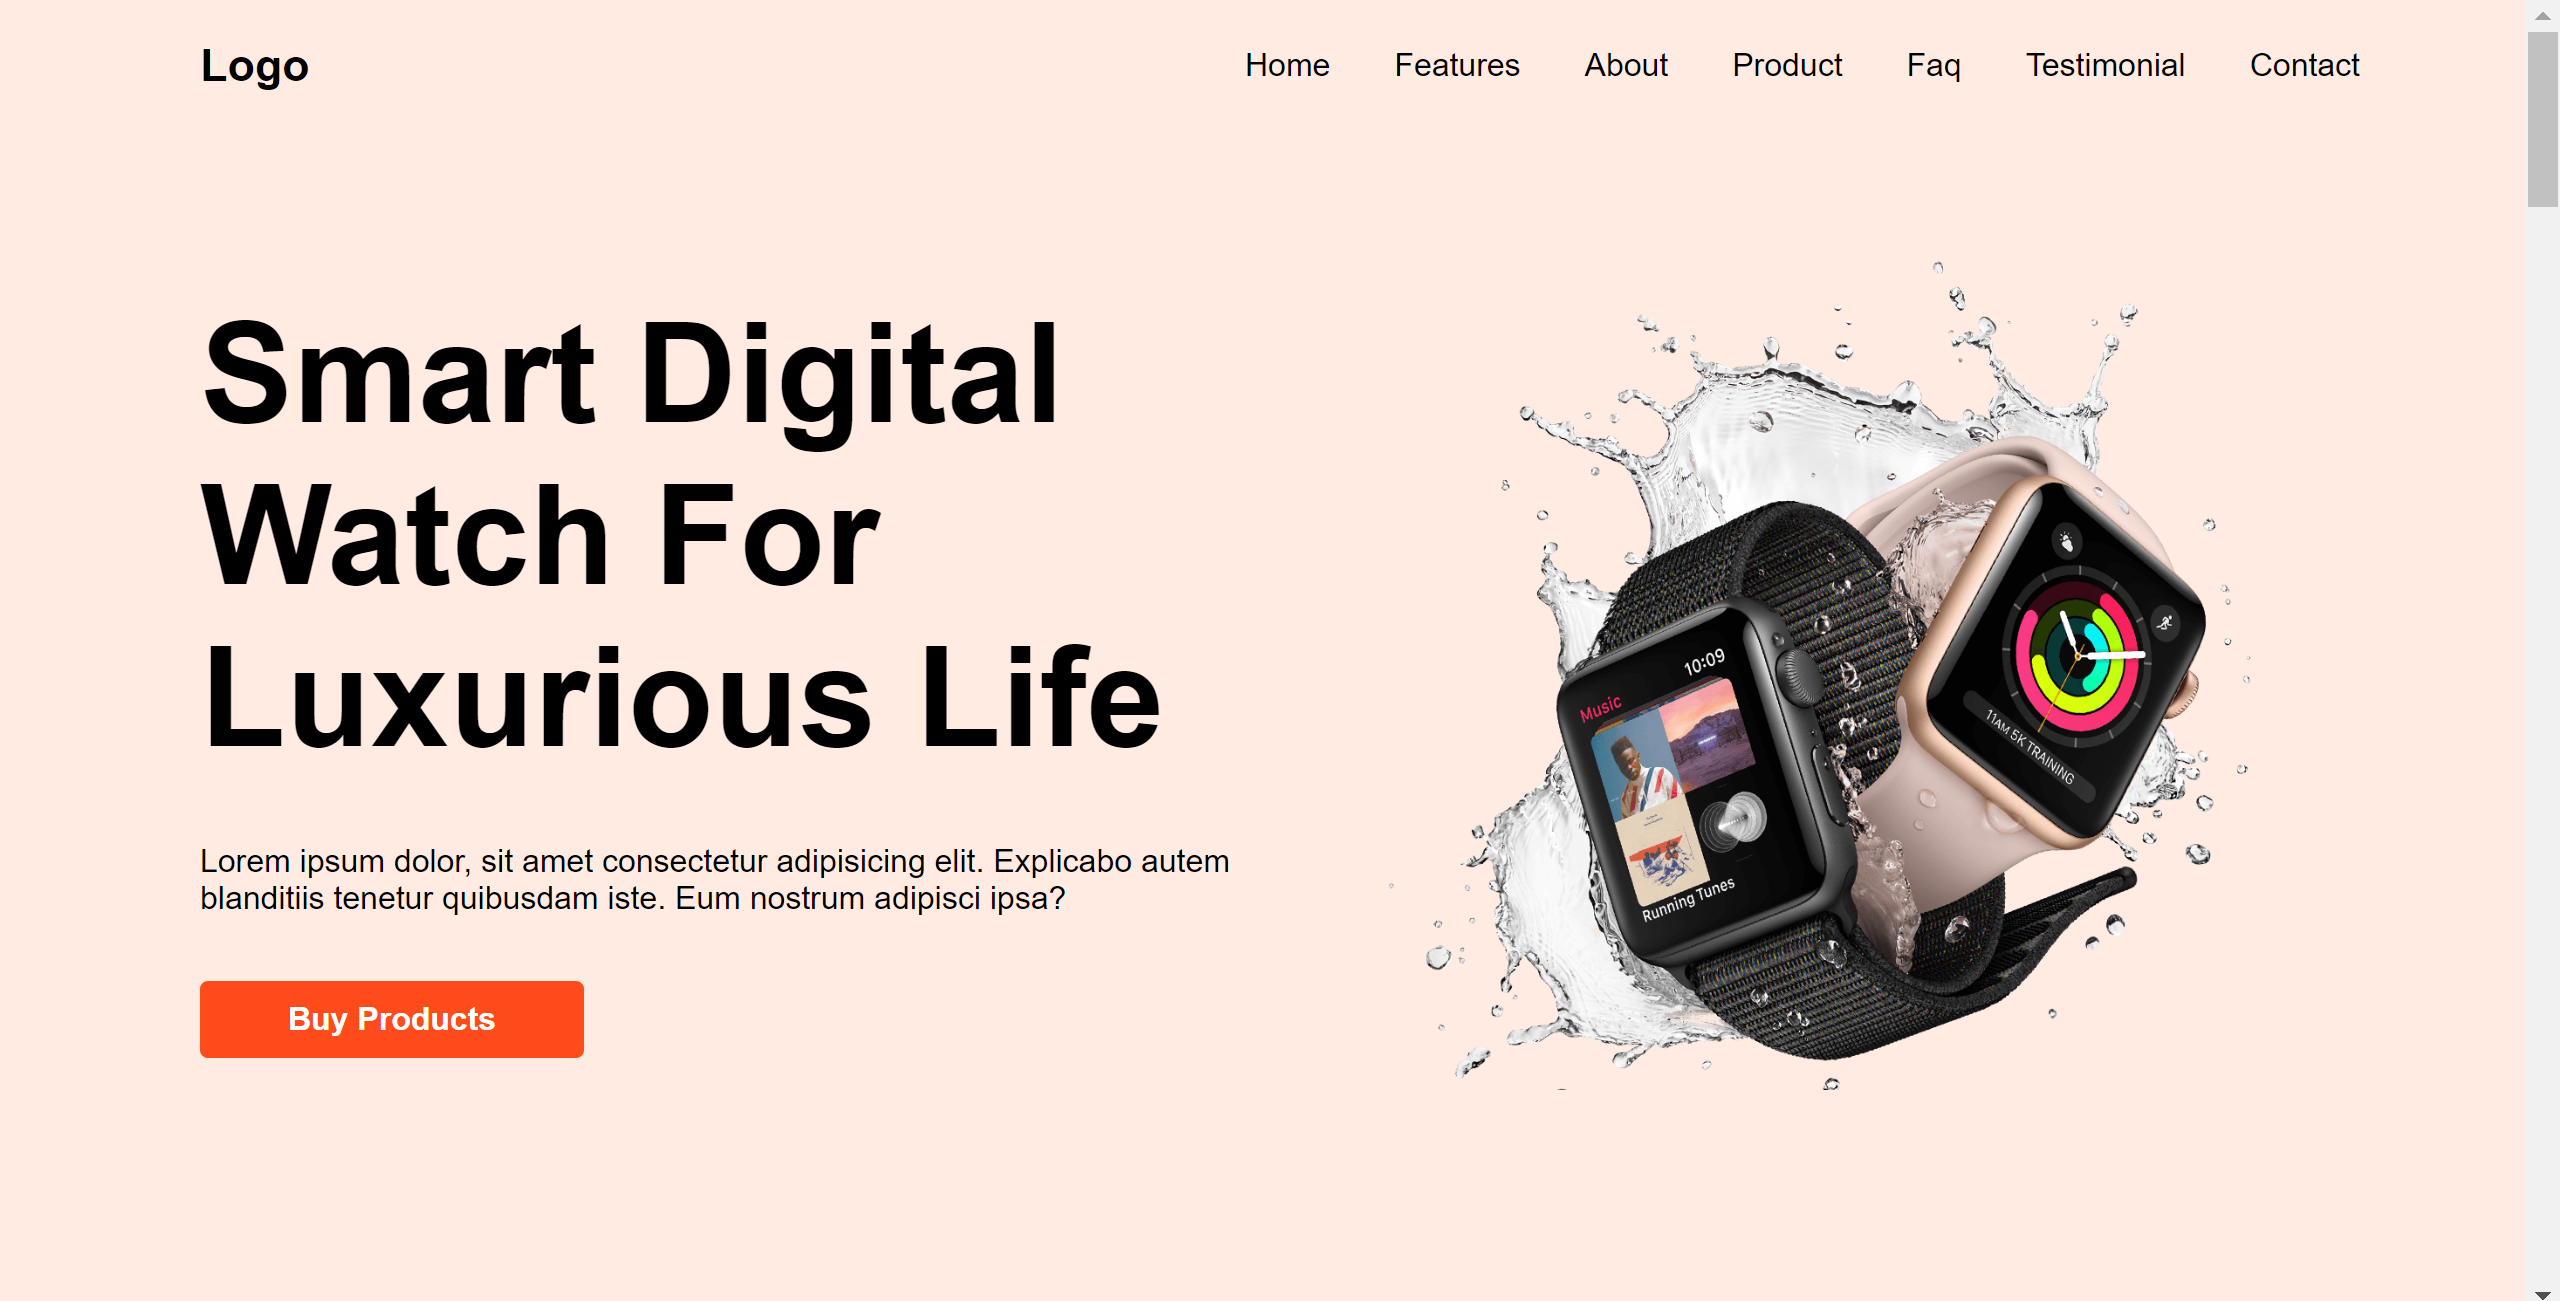 Logo
Home Features About Product Faq Testimonial Contact
Smart Digital
Watch For
Luxurious Life
Lorem ipsum dolor, sit amet consectetur adipisicing elit. Explicabo autem
blanditiis tenetur quibusdam iste. Eum nostrum adipisci ipsa?
Buy Products
10:09
Music
Running Tunes
11AM 5K TRAINING